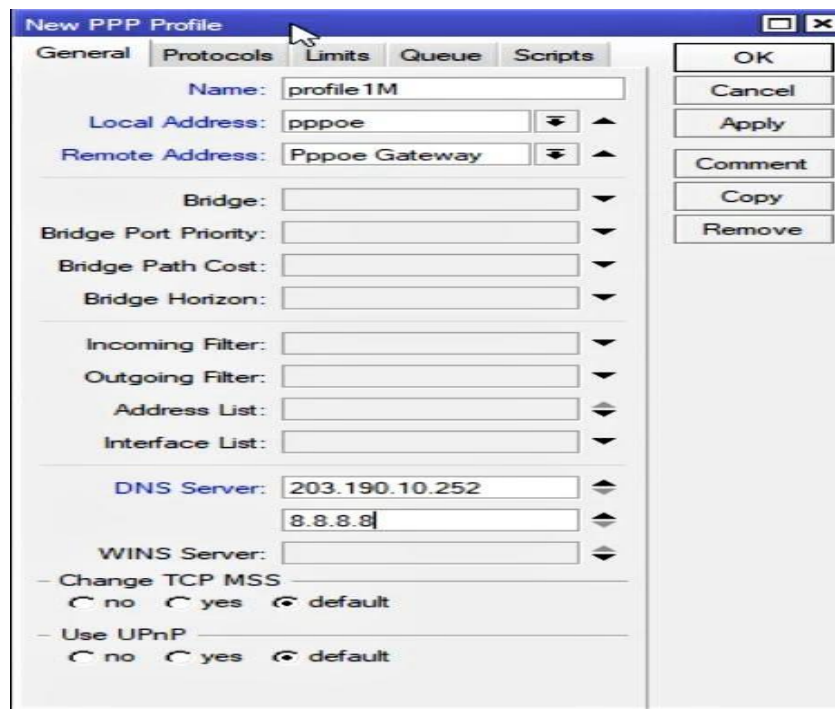 New PPP Profile
General Protocols Limits Queue Scripts
OK
Name: profile1M
Cancel
Local Address: pppoe
Apply
Remote Address: Pppoe Gateway
Comment
Bridge:
Copy
Bridge Port Priority:
Remove
Bridge Path Cost:
Bridge Horizon:
Incoming Filter:
Outgoing Filter:
Address List:
Interface List:
DNS Server: 203.190.10.252
8.8.8.8
WINS Server:
Change TCP MSS
no yes default
Use UPnP
no yes default